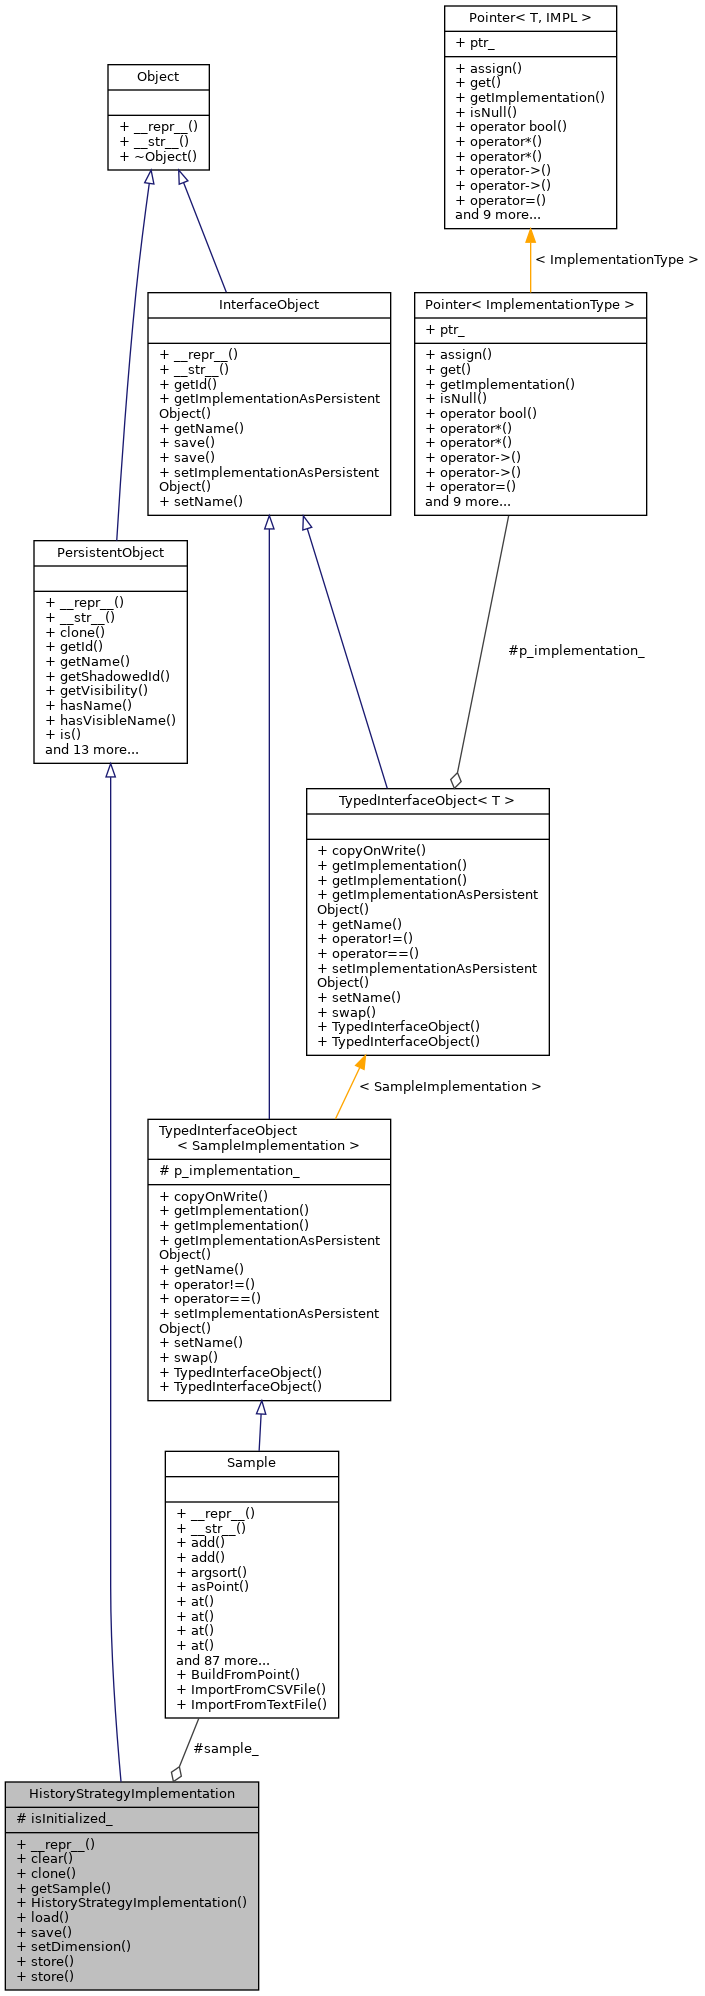 Pointer< T, IMPL >
+ ptr_
+ assign()
+ get()
+ getImplementation()
+ isNull()
+ operator bool()
+ operator*()
+ operator*()
+ operator->()
+ operator->()
+ operator=()
and 9 more...
Object
+ __repr__()
+ __str__()
+ ~Object()
< ImplementationType >
InterfaceObject
+ __repr__()
+ __str__()
+ getId()
+ getImplementationAsPersistent
Object()
+ getName()
+ save()
+ save()
+ setImplementationAsPersistent
Object()
+ setName()
Pointer< ImplementationType >
+ ptr_
+ assign()
+ get()
+ getImplementation()
+ isNull()
+ operator bool()
+ operator*()
+ operator*()
+ operator->()
+ operator->()
+ operator=()
and 9 more...
PersistentObject
+ __repr__()
+ __str__()
+ clone()
+ getId()
+ getName()
+ getShadowedId()
+ getVisibility()
+ hasName()
+ hasVisibleName()
+ is()
and 13 more...
#p_implementation_
TypedInterfaceObject< T >
+ copyOnWrite()
+ getImplementation()
+ getImplementation()
+ getImplementationAsPersistent
Object()
+ getName()
+ operator!=()
+ operator==()
+ setImplementationAsPersistent
Object()
+ setName()
+ swap()
+ TypedInterfaceObject()
+ TypedInterfaceObject()
< SampleImplementation >
TypedInterfaceObject
< SampleImplementation >
# p_implementation_
+ copyOnWrite()
+ getImplementation()
+ getImplementation()
+ getImplementationAsPersistent
Object()
+ getName()
+ operator!=()
+ operator==()
+ setImplementationAsPersistent
Object()
+ setName()
+ swap()
+ TypedInterfaceObject()
+ TypedInterfaceObject()
Sample
+ __repr__()
+ __str__()
+ add()
+ add()
+ argsort()
+ asPoint()
+ at()
+ at()
+ at()
+ at()
and 87 more...
+ BuildFromPoint()
+ ImportFromCSVFile()
+ ImportFromTextFile()
#sample_
HistoryStrategyImplementation
# isInitialized_
+ __repr__()
+ clear()
+ clone()
+ getSample()
+ HistoryStrategyImplementation()
+ load()
+ save()
+ setDimension()
+ store()
+ store()